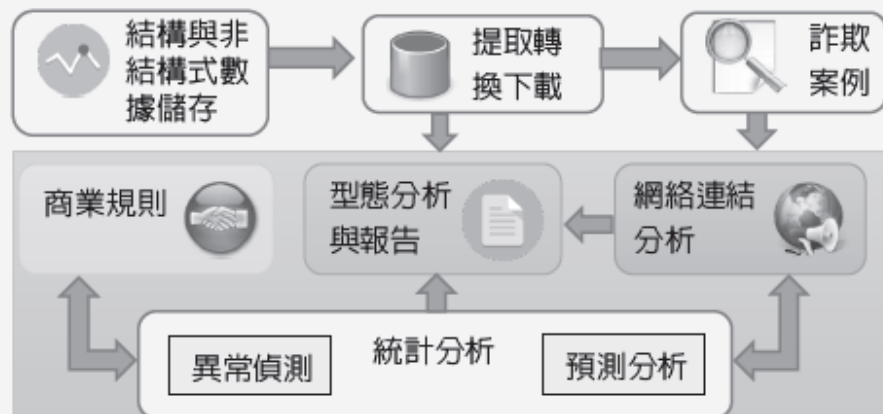 結構與非
結構式數
據儲存
提取轉
換下載
詐欺
案例
商業規則
型態分析
與報告
網絡連結
分析
異常偵測
統計分析
預測分析